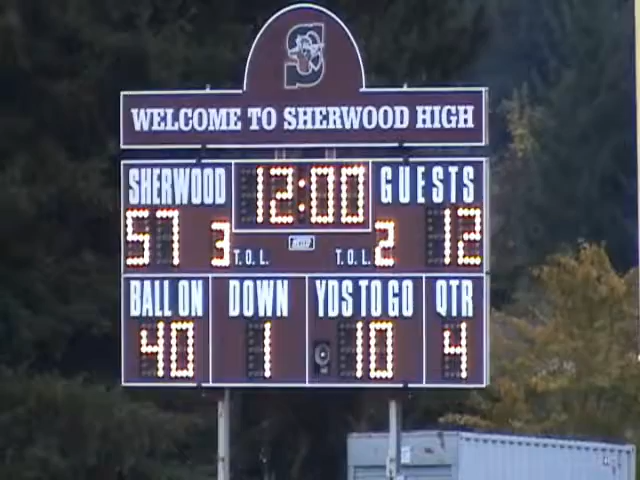 S
WELCOME TO SHERWOOD HIGH
SHERWOOD 12:00 GUESTS
57 3 T.O.L. T.O.L. 2 12
BALL ON DOWN YDS TO GO QTR
40 1 10 4